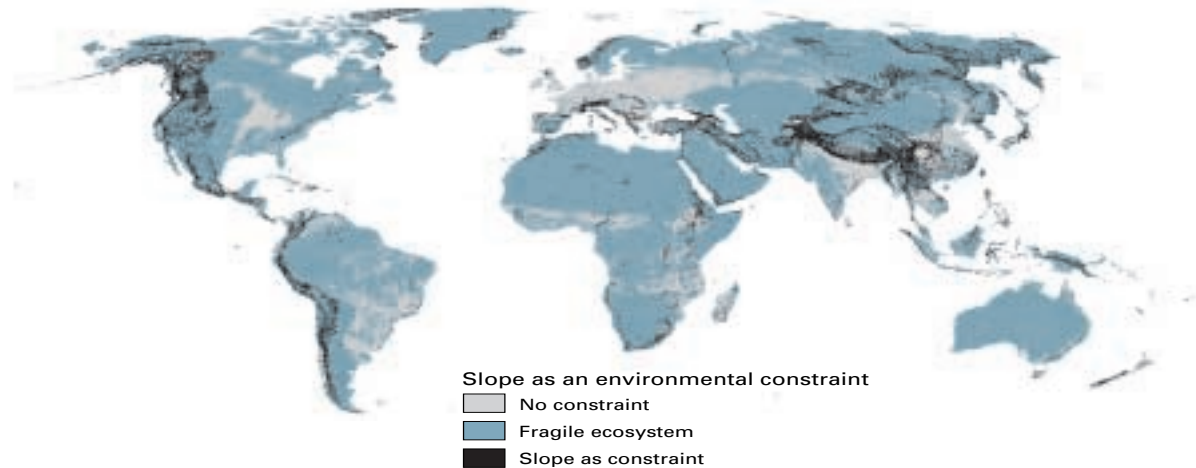 Slope as an environmental constraint
No constraint
Fragile ecosystem
Slope as constraint